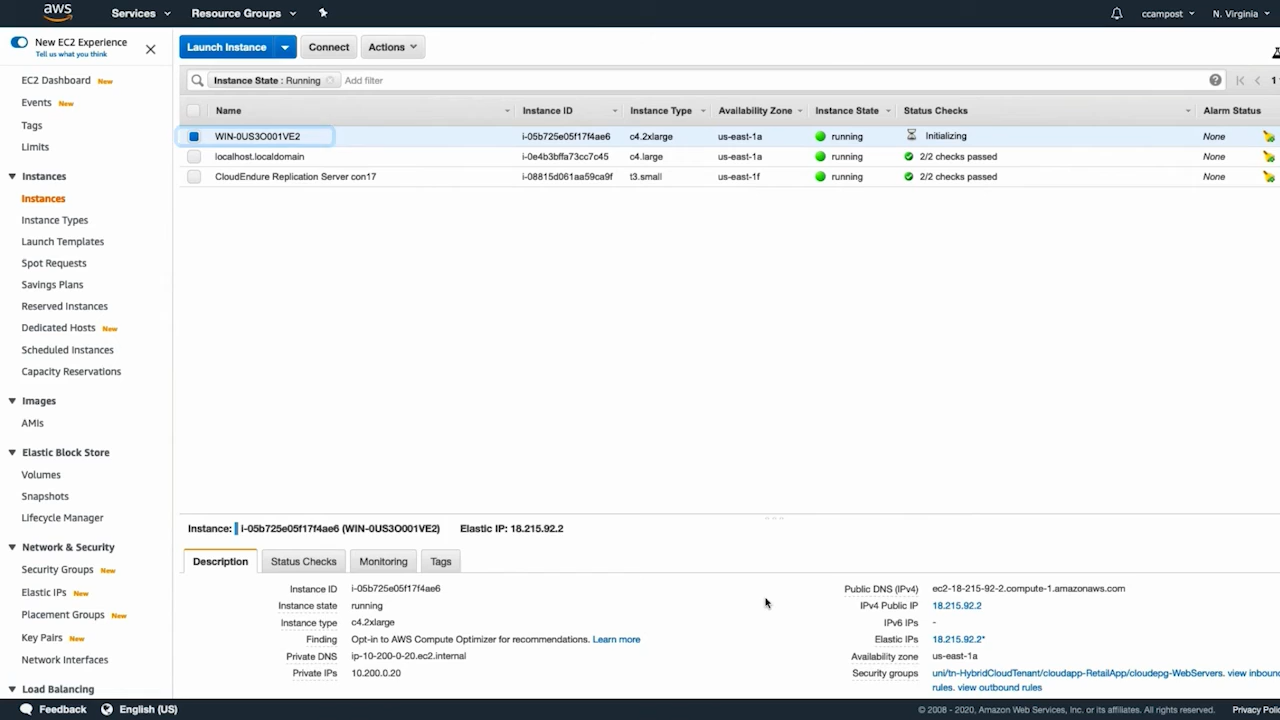 aws Services Resource Groups ccampost N. Virginia
New EC2 Experience
Tell us what you think
EC2 Dashboard New
Events New
Tags
Limits
Instances
Instances
Instance Types
Launch Templates
Spot Requests
Savings Plans
Reserved Instances
Dedicated Hosts New
Scheduled Instances
Capacity Reservations
Images
AMIs
Elastic Block Store
Volumes
Snapshots
Lifecycle Manager
Network & Security
Security Groups New
Elastic IPs New
Placement Groups New
Key Pairs New
Network Interfaces
Load Balancing
Launch Instance Connect Actions
Instance State : Running Add filter 1
Name Instance ID Instance Type Availability Zone Instance State Status Checks Alarm Status
WIN-0US3O001VE2 i-05b725e05f17f4ae6 c4.2xlarge us-east-1a running Initializing None
localhost.localdomain i-0e4b3bffa73cc7c45 c4.large us-east-1a running 2/2 checks passed None
CloudEndure Replication Server con17 i-08815d061aa59ca9f t3.small us-east-1f running 2/2 checks passed None
Instance: i-05b725e05f17f4ae6 (WIN-0US3O001VE2) Elastic IP: 18.215.92.2
Description Status Checks Monitoring Tags
Instance ID i-05b725e05f17f4ae6
Instance state running
Instance type c4.2xlarge
Finding Opt-in to AWS Compute Optimizer for recommendations. Learn more
Private DNS ip-10-200-0-20.ec2.internal
Private IPs 10.200.0.20
Public DNS (IPv4) ec2-18-215-92-2.compute-1.amazonaws.com
IPv4 Public IP 18.215.92.2
IPv6 IPs -
Elastic IPs 18.215.92.2*
Availability zone us-east-1a
Security groups uni/tn-HybridCloudTenant/cloudapp-RetailApp/cloudepg-WebServers. view inbound
rules. view outbound rules
Feedback English (US) © 2008 - 2020, Amazon Web Services, Inc. or its affiliates. All rights reserved. Privacy